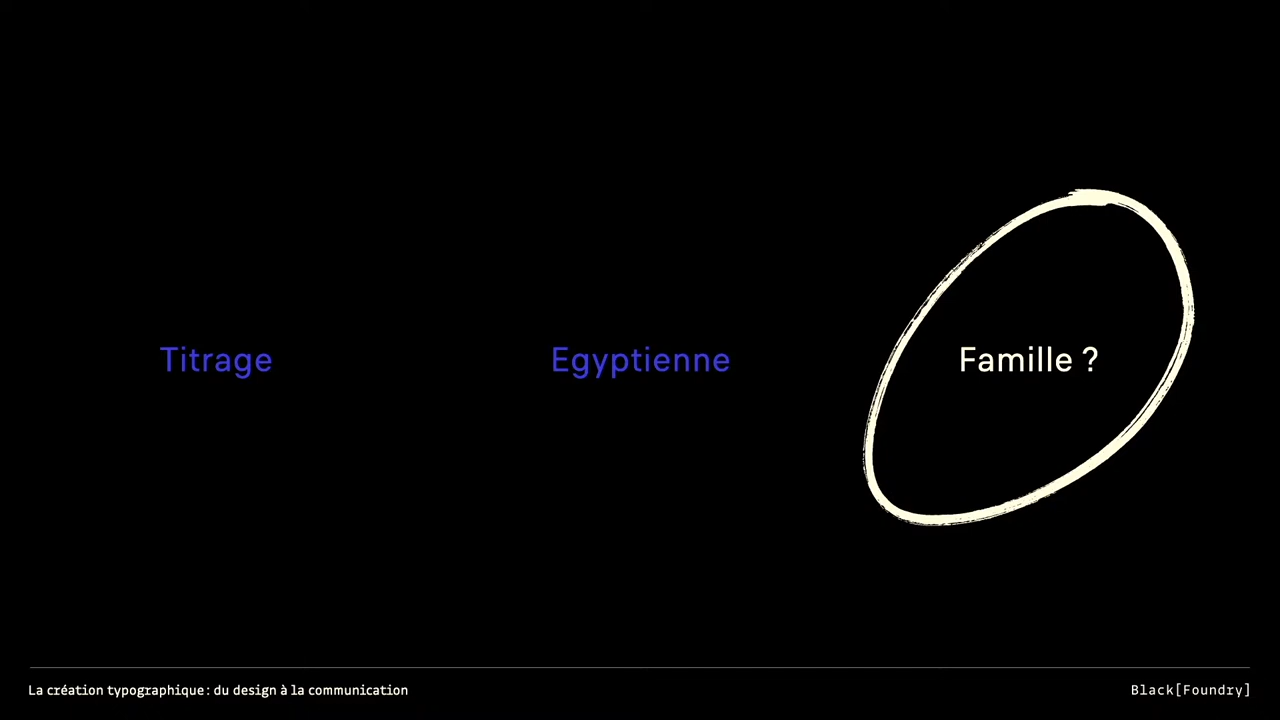 Titrage
Egyptienne
Famille ?
La création typographique : du design à la communication
Black[Foundry]